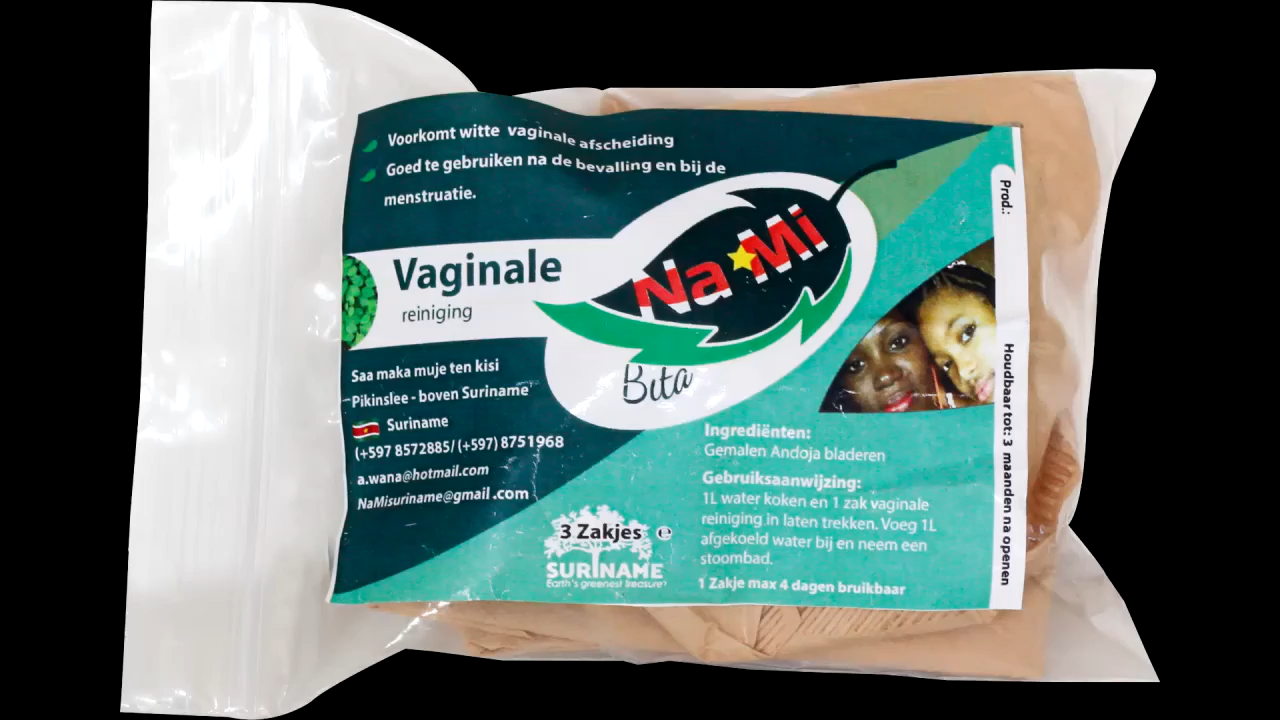 Voorkomt witte vaginale afscheiding
Goed te gebruiken na de bevalling en bij de
menstruatie.
Vaginale
reiniging
Na Mi
Bita
Saa maka muje ten kisi
Pikinslee - boven Suriname
Suriname
(+597 8572885/ (+597) 8751968
a.wana@hotmail.com
NaMisuriname@gmail.com
3 Zakjes ℮
SURINAME
Earth's greenest treasure
Ingrediënten:
Gemalen Andoja bladeren
Gebruiksaanwijzing:
1L water koken en 1 zak vaginale
reiniging in laten trekken. Voeg 1L
afgekoeld water bij en neem een
stoombad.
1 Zakje max 4 dagen bruikbaar
Prod.:
Houdbaar tot: 3 maanden na openen